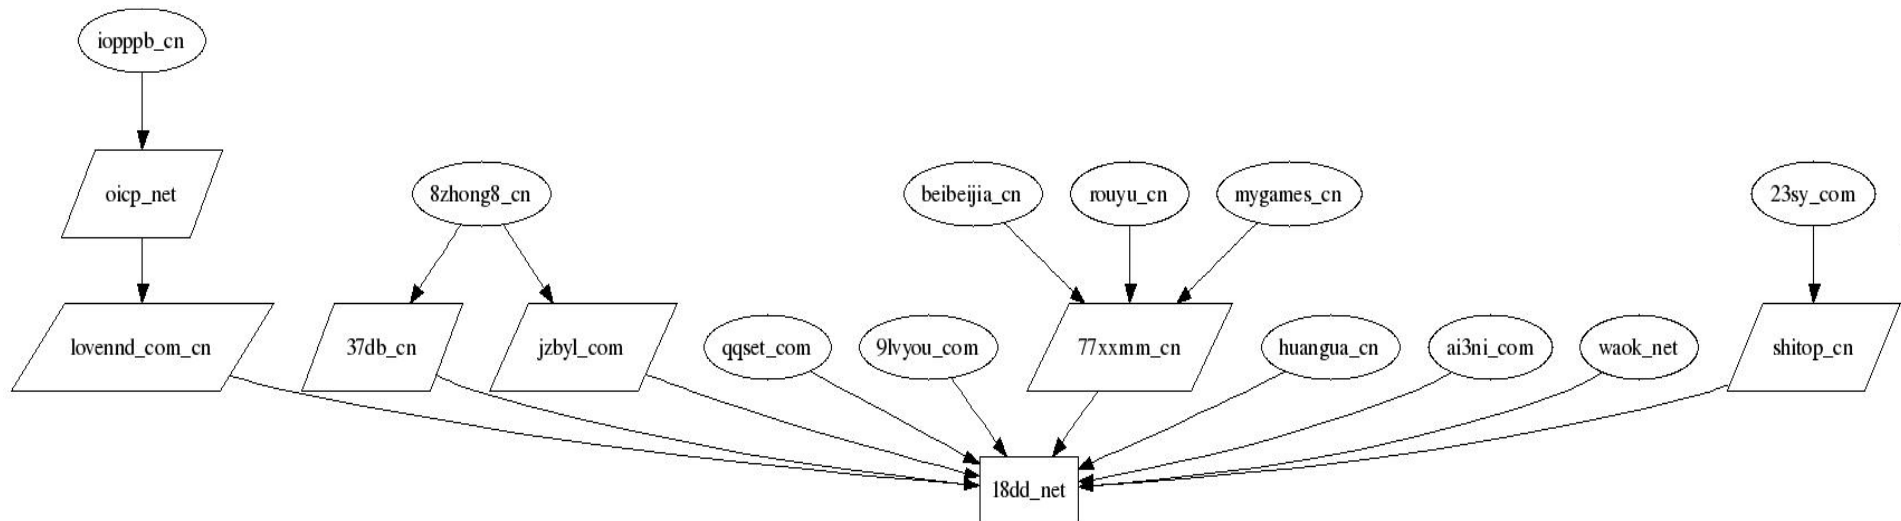 iopppb_cn
oicp_net
8zhong8_cn
beibeijia_cn
rouyu_cn
mygames_cn
23sy_com
lovennd_com_cn
37db_cn
jzbyl_com
qqset_com
9lvyou_com
77xxmm_cn
huangua_cn
ai3ni_com
waok_net
shitop_cn
18dd_net